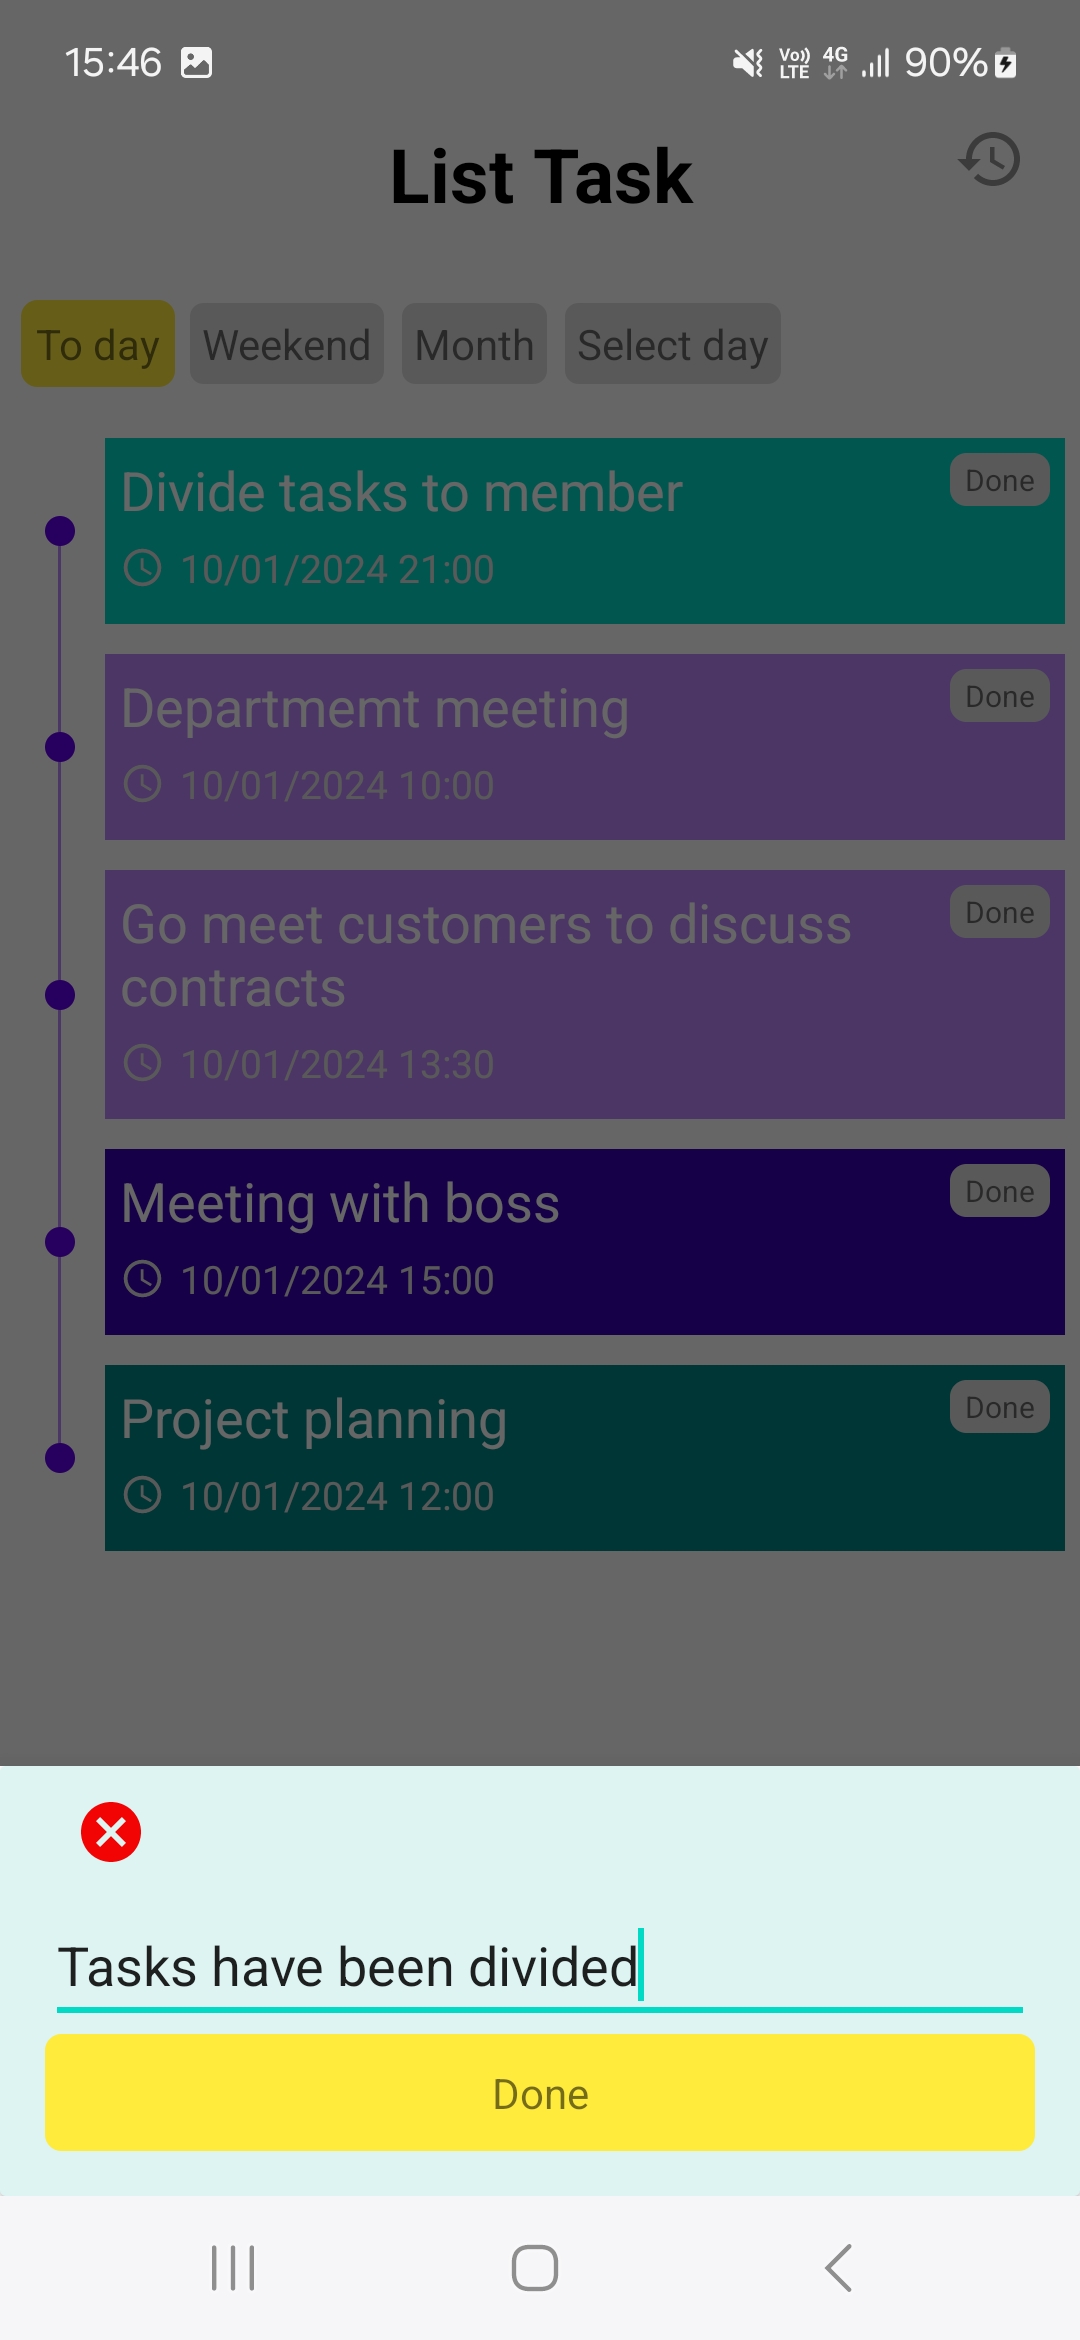 15:46 Vo)) LTE 4G 90%
List Task
To day Weekend Month Select day
Divide tasks to member Done
10/01/2024 21:00
Departmemt meeting Done
10/01/2024 10:00
Go meet customers to discuss Done
contracts
10/01/2024 13:30
Meeting with boss Done
10/01/2024 15:00
Project planning Done
10/01/2024 12:00
Tasks have been divided
Done